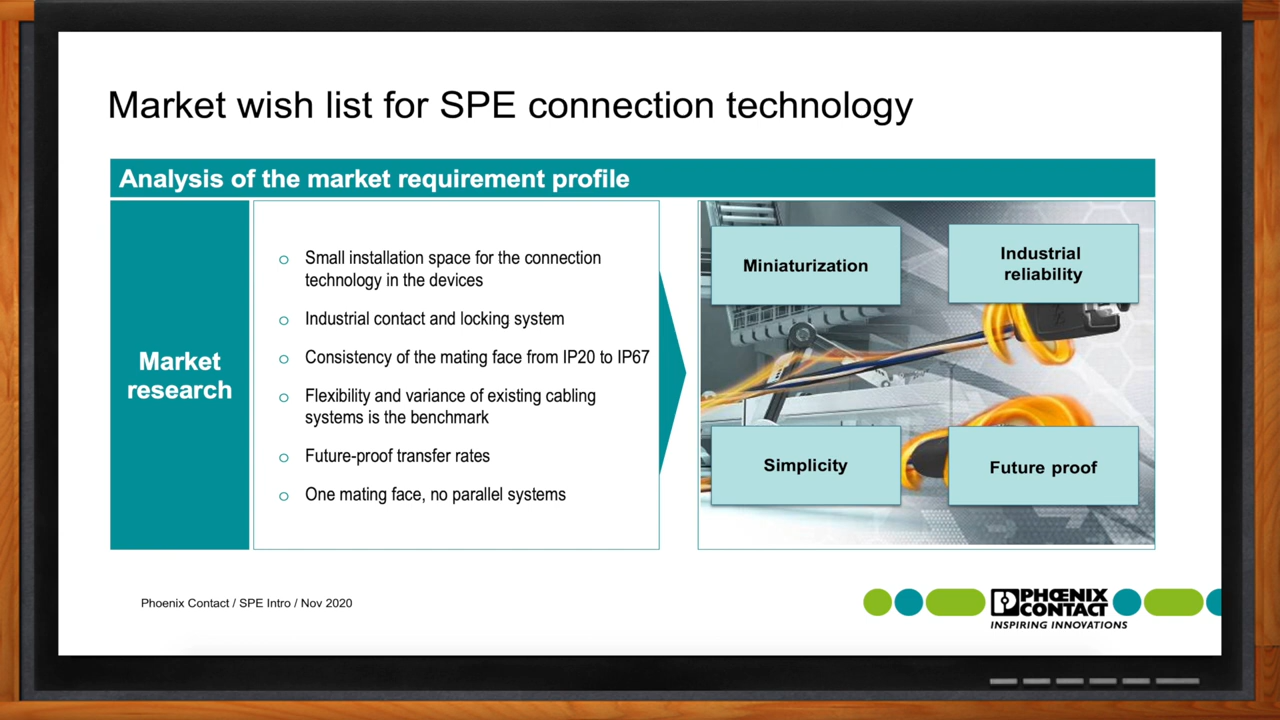 Market wish list for SPE connection technology
Analysis of the market requirement profile
Market
research
Small installation space for the connection
technology in the devices
Industrial contact and locking system
Consistency of the mating face from IP20 to IP67
Flexibility and variance of existing cabling
systems is the benchmark
Future-proof transfer rates
One mating face, no parallel systems
Miniaturization
Industrial
reliability
Simplicity
Future proof
Phoenix Contact / SPE Intro / Nov 2020
PHŒNIX
CONTACT
INSPIRING INNOVATIONS